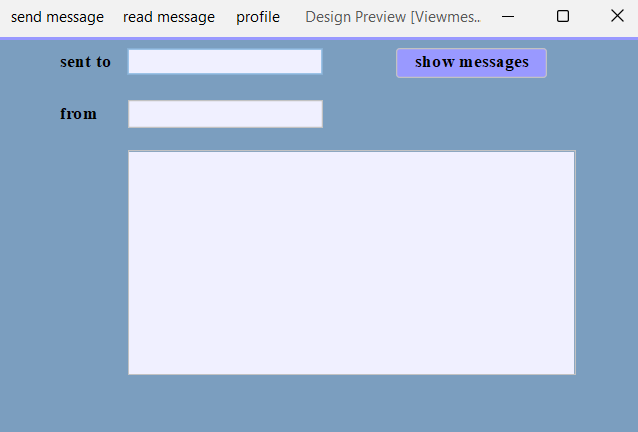 send message read message profile Design Preview [Viewmes..
sent to show messages
from